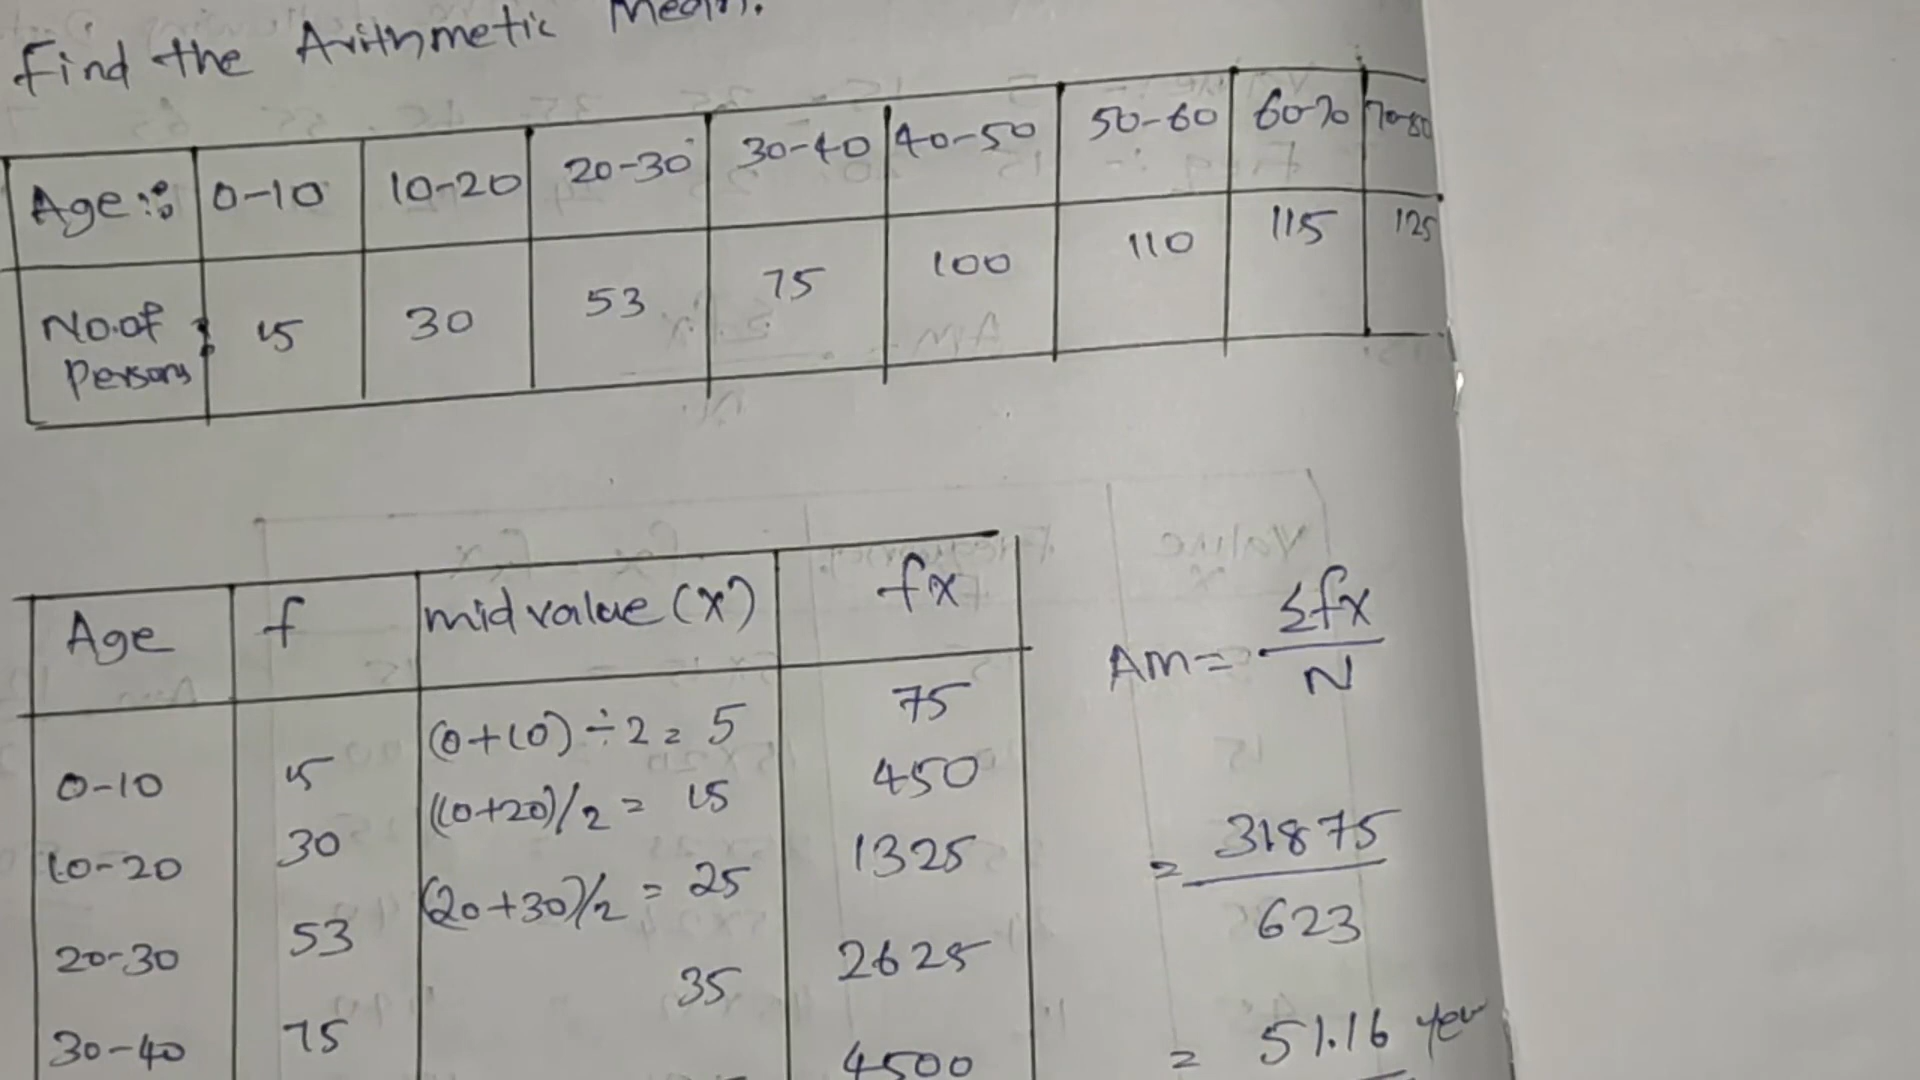 Find the Arithmetic Mean.
Age :: 0-10 10-20 20-30 30-40 40-50 50-60 60-70 70-80
No.of Persons : 15 30 53 75 100 110 115 125
Age f mid value (x) fx
0-10 15 (0+10) ÷ 2 = 5 75
10-20 30 (10+20)/2 = 15 450
20-30 53 (20+30)/2 = 25 1325
30-40 75 35 2625
4500
AM = Σfx
N
= 31875
623
= 51.16